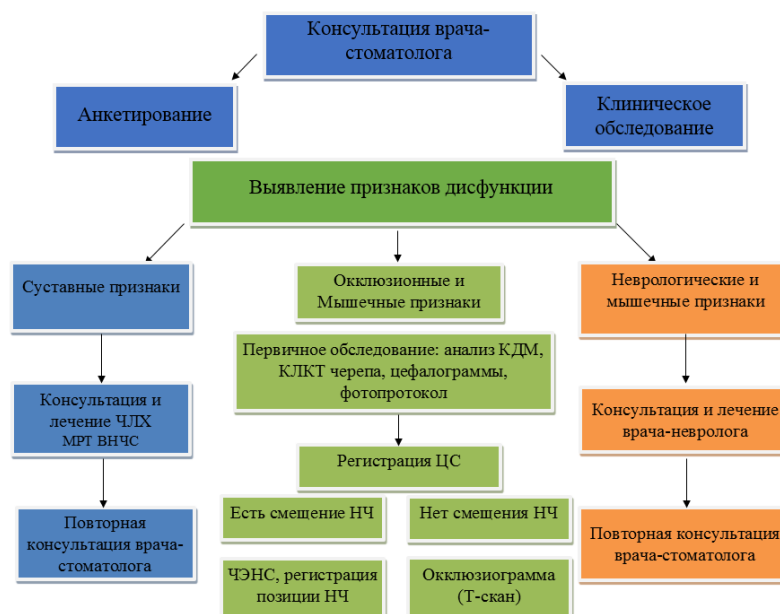 Консультация врача-
стоматолога
Анкетирование
Клиническое
обследование
Выявление признаков дисфункции
Суставные признаки
Окклюзионные и
Мышечные признаки
Неврологические и
мышечные признаки
Первичное обследование: анализ КДМ,
КЛКТ черепа, цефалограммы,
фотопротокол
Консультация и
лечение ЧЛХ
МРТ ВНЧС
Консультация и лечение
врача-невролога
Регистрация ЦС
Есть смещение НЧ
Нет смещения НЧ
Повторная
консультация врача-
стоматолога
Повторная консультация
врача-стоматолога
ЧЭНС, регистрация
позиции НЧ
Окклюзиограмма
(Т-скан)